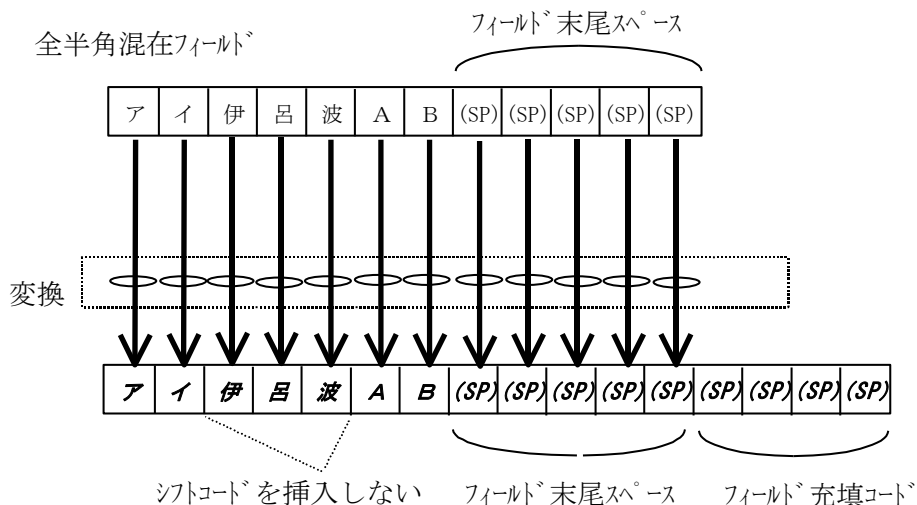 フィールド末尾スペース
全半角混在フィールド
ア イ 伊 呂 波 A B (SP) (SP) (SP) (SP) (SP)
変換
ア イ 伊 呂 波 A B (SP) (SP) (SP) (SP) (SP) (SP) (SP) (SP) (SP)
シフトコードを挿入しない フィールド末尾スペース フィールド充填コード